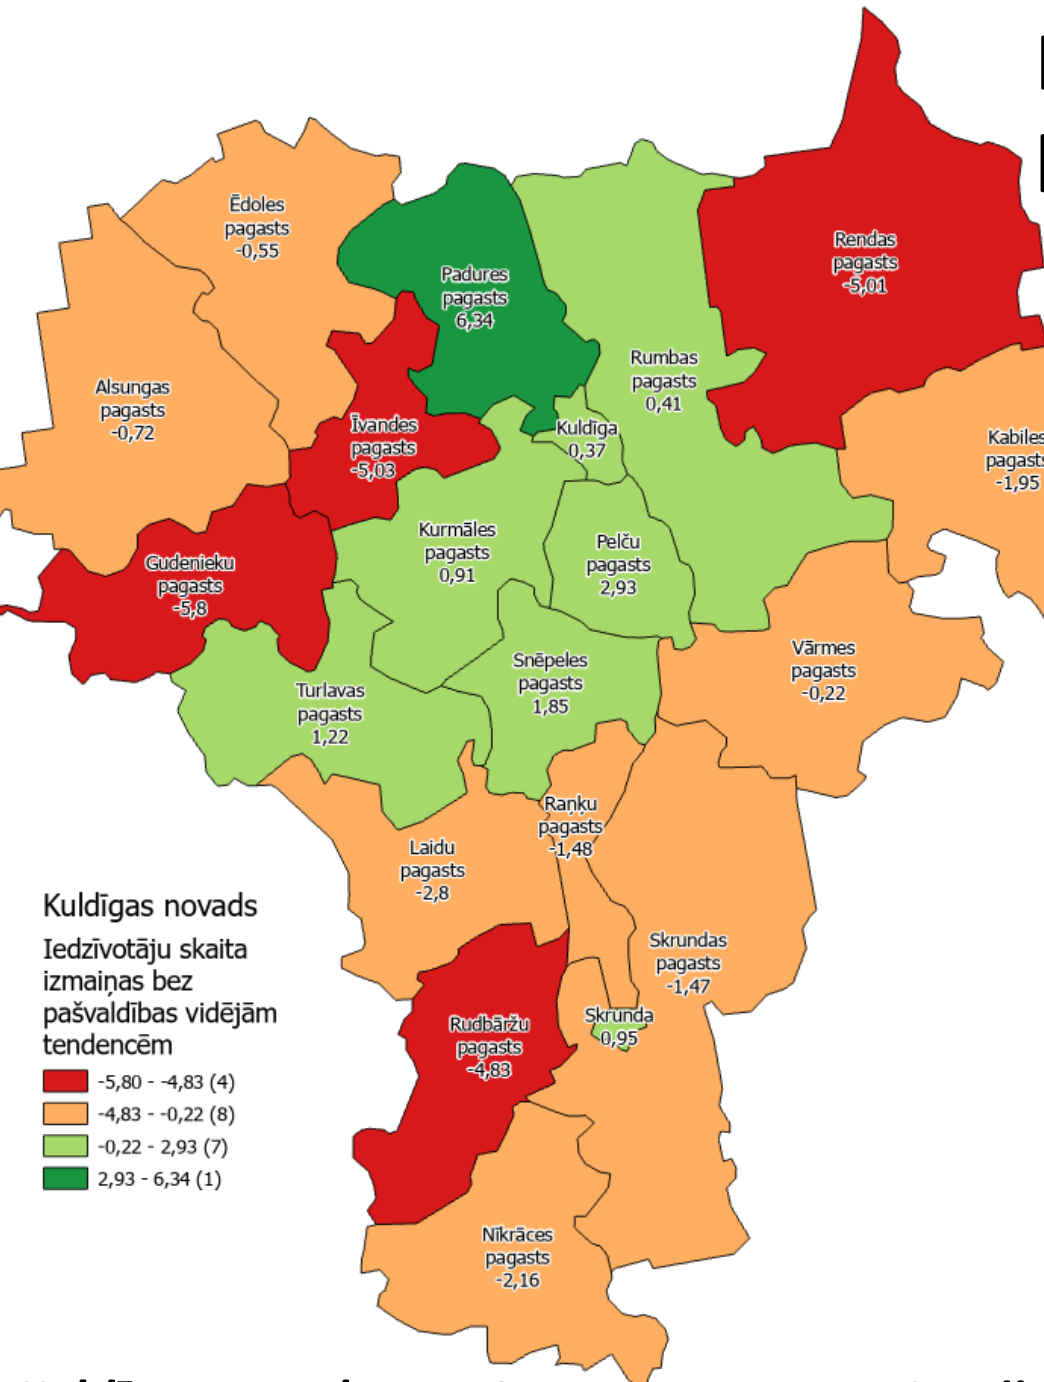 Ēdoles
pagasts
-0,55
Padures
pagasts
6,34
Rendas
pagasts
-5,01
Rumbas
pagasts
0,41
Alsungas
pagasts
-0,72
Īvandes
pagasts
-5,03
Kuldīga
0,37
Kabiles
pagasts
-1,95
Kurmāles
pagasts
0,91
Pelču
pagasts
2,93
Gudenieku
pagasts
-5,8
Snēpeles
pagasts
1,85
Vārmes
pagasts
-0,22
Turlavas
pagasts
1,22
Raņķu
pagasts
-1,48
Laidu
pagasts
-2,8
Skrundas
pagasts
-1,47
Skrunda
0,95
Rudbāržu
pagasts
-4,83
Nīkrāces
pagasts
-2,16
Kuldīgas novads
Iedzīvotāju skaita
izmaiņas bez
pašvaldības vidējām
tendencēm
-5,80 - -4,83 (4)
-4,83 - -0,22 (8)
-0,22 - 2,93 (7)
2,93 - 6,34 (1)